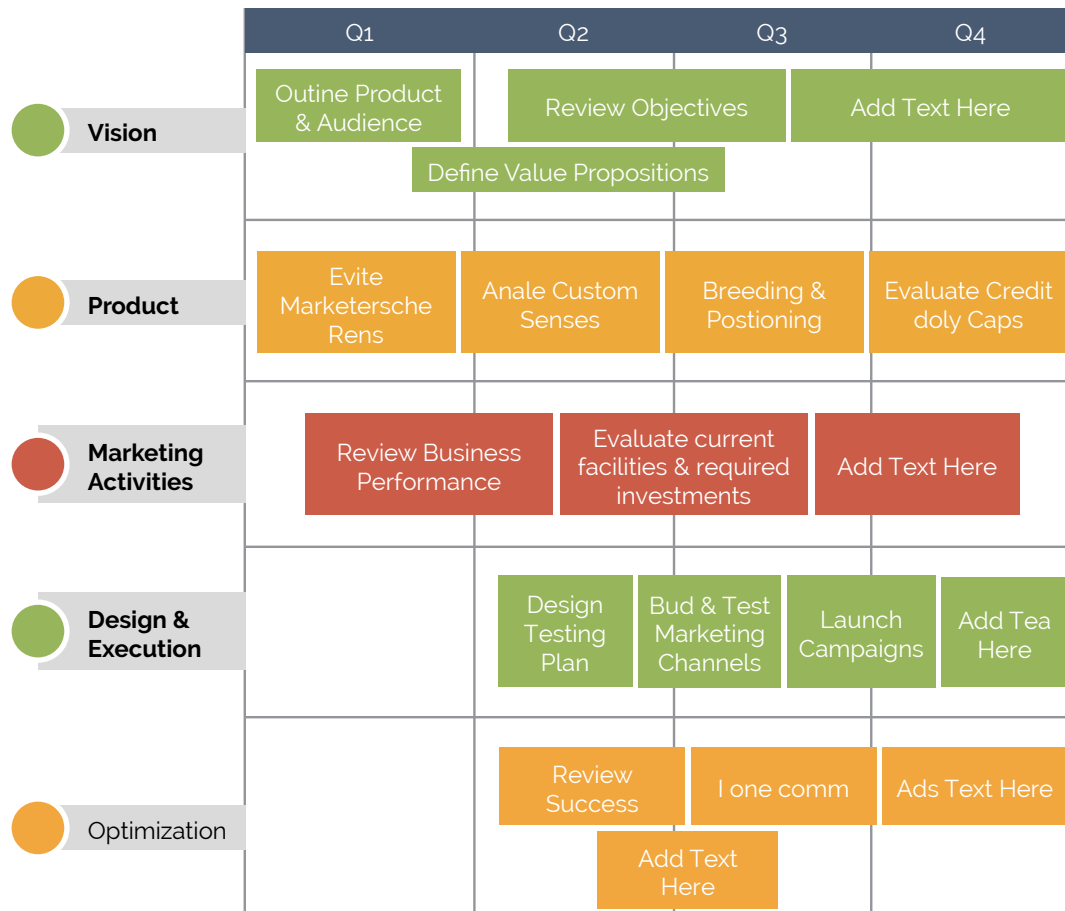 Q1 Q2 Q3 Q4
Vision
Outine Product
& Audience
Review Objectives
Add Text Here
Define Value Propositions
Product
Evite
Marketersche
Rens
Anale Custom
Senses
Breeding &
Postioning
Evaluate Credit
doly Caps
Marketing
Activities
Review Business
Performance
Evaluate current
facilities & required
investments
Add Text Here
Design &
Execution
Design
Testing
Plan
Bud & Test
Marketing
Channels
Launch
Campaigns
Add Tea
Here
Optimization
Review
Success
I one comm
Ads Text Here
Add Text
Here